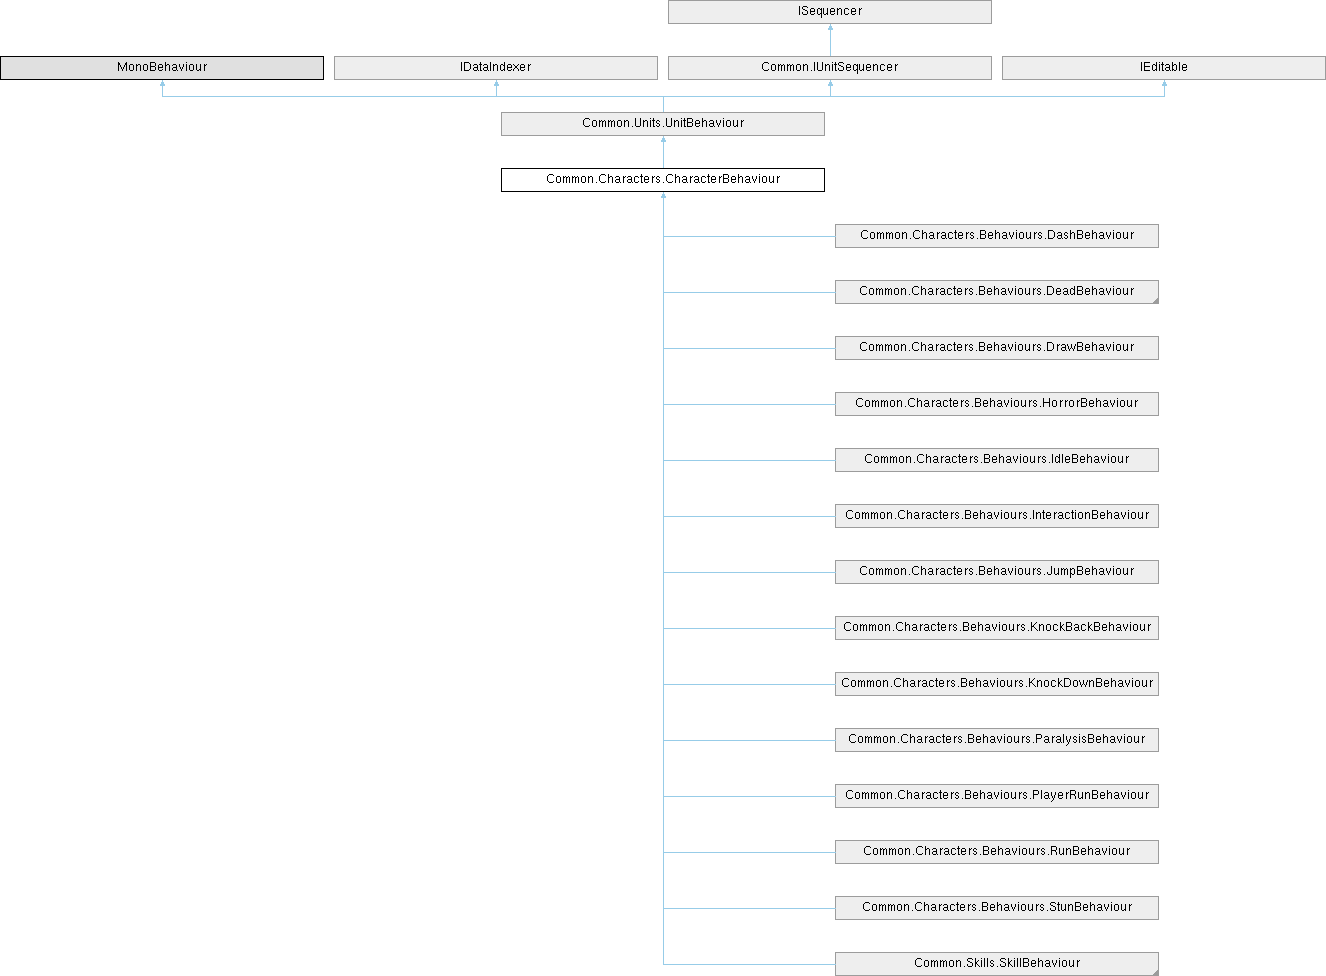 ISequencer
MonoBehaviour
IDataIndexer
Common.IUnitSequencer
IEditable
Common.Units.UnitBehaviour
Common.Characters.CharacterBehaviour
Common.Characters.Behaviours.DashBehaviour
Common.Characters.Behaviours.DeadBehaviour
Common.Characters.Behaviours.DrawBehaviour
Common.Characters.Behaviours.HorrorBehaviour
Common.Characters.Behaviours.IdleBehaviour
Common.Characters.Behaviours.InteractionBehaviour
Common.Characters.Behaviours.JumpBehaviour
Common.Characters.Behaviours.KnockBackBehaviour
Common.Characters.Behaviours.KnockDownBehaviour
Common.Characters.Behaviours.ParalysisBehaviour
Common.Characters.Behaviours.PlayerRunBehaviour
Common.Characters.Behaviours.RunBehaviour
Common.Characters.Behaviours.StunBehaviour
Common.Skills.SkillBehaviour